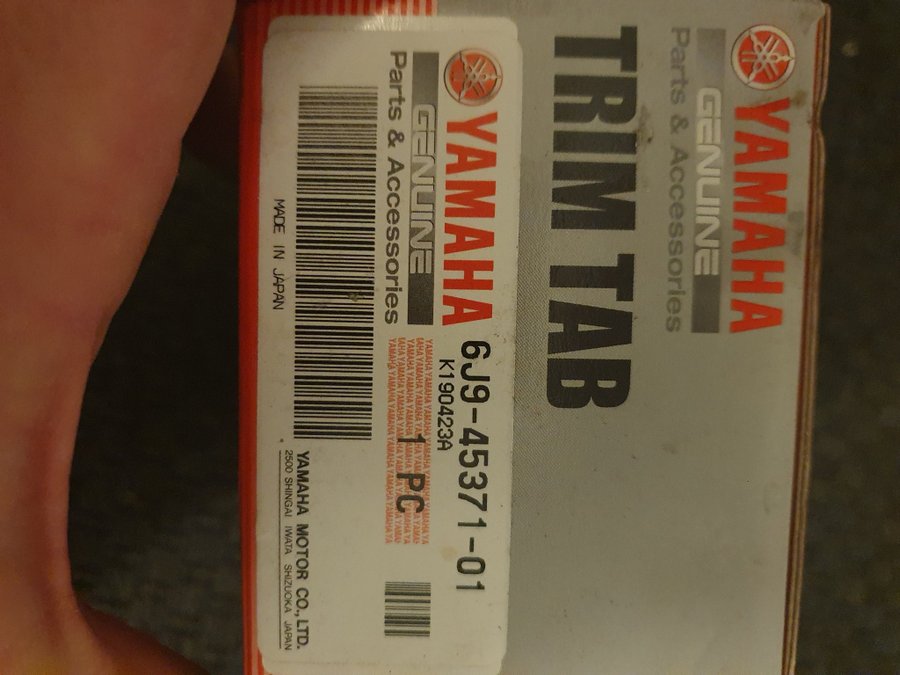 YAMAHA
GENUINE
Parts & Accessories
TRIM TAB
YAMAHA
GENUINE
Parts & Accessories
6J9-45371-01
K190423A
1 PC
MADE IN JAPAN
YAMAHA MOTOR CO., LTD.
2500 SHINGAI IWATA SHIZUOKA JAPAN